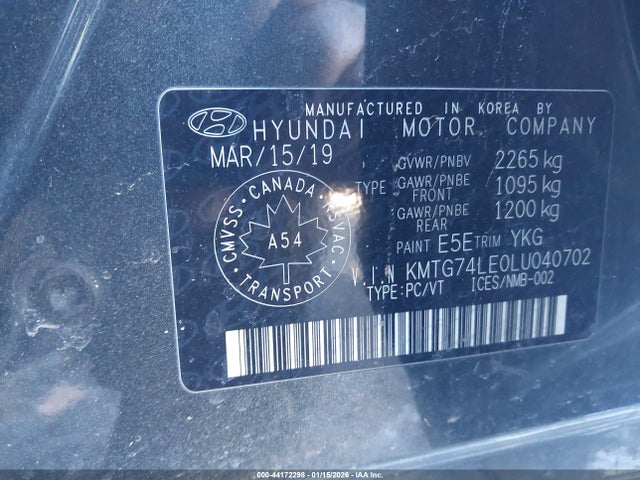 MANUFACTURED IN KOREA BY
HYUNDAI MOTOR COMPANY
MAR/15/19
GVWR/PNBV 2265 kg
TYPE GAWR/PNBE FRONT 1095 kg
GAWR/PNBE REAR 1200 kg
PAINT E5E TRIM YKG
V.I.N KMTG74LE0LU040702
TYPE:PC/VT ICES/NMB-002
CMVSS · CANADA · NSVAC
A54
TRANSPORT
000-44172298 - 01/15/2026 - IAA Inc.